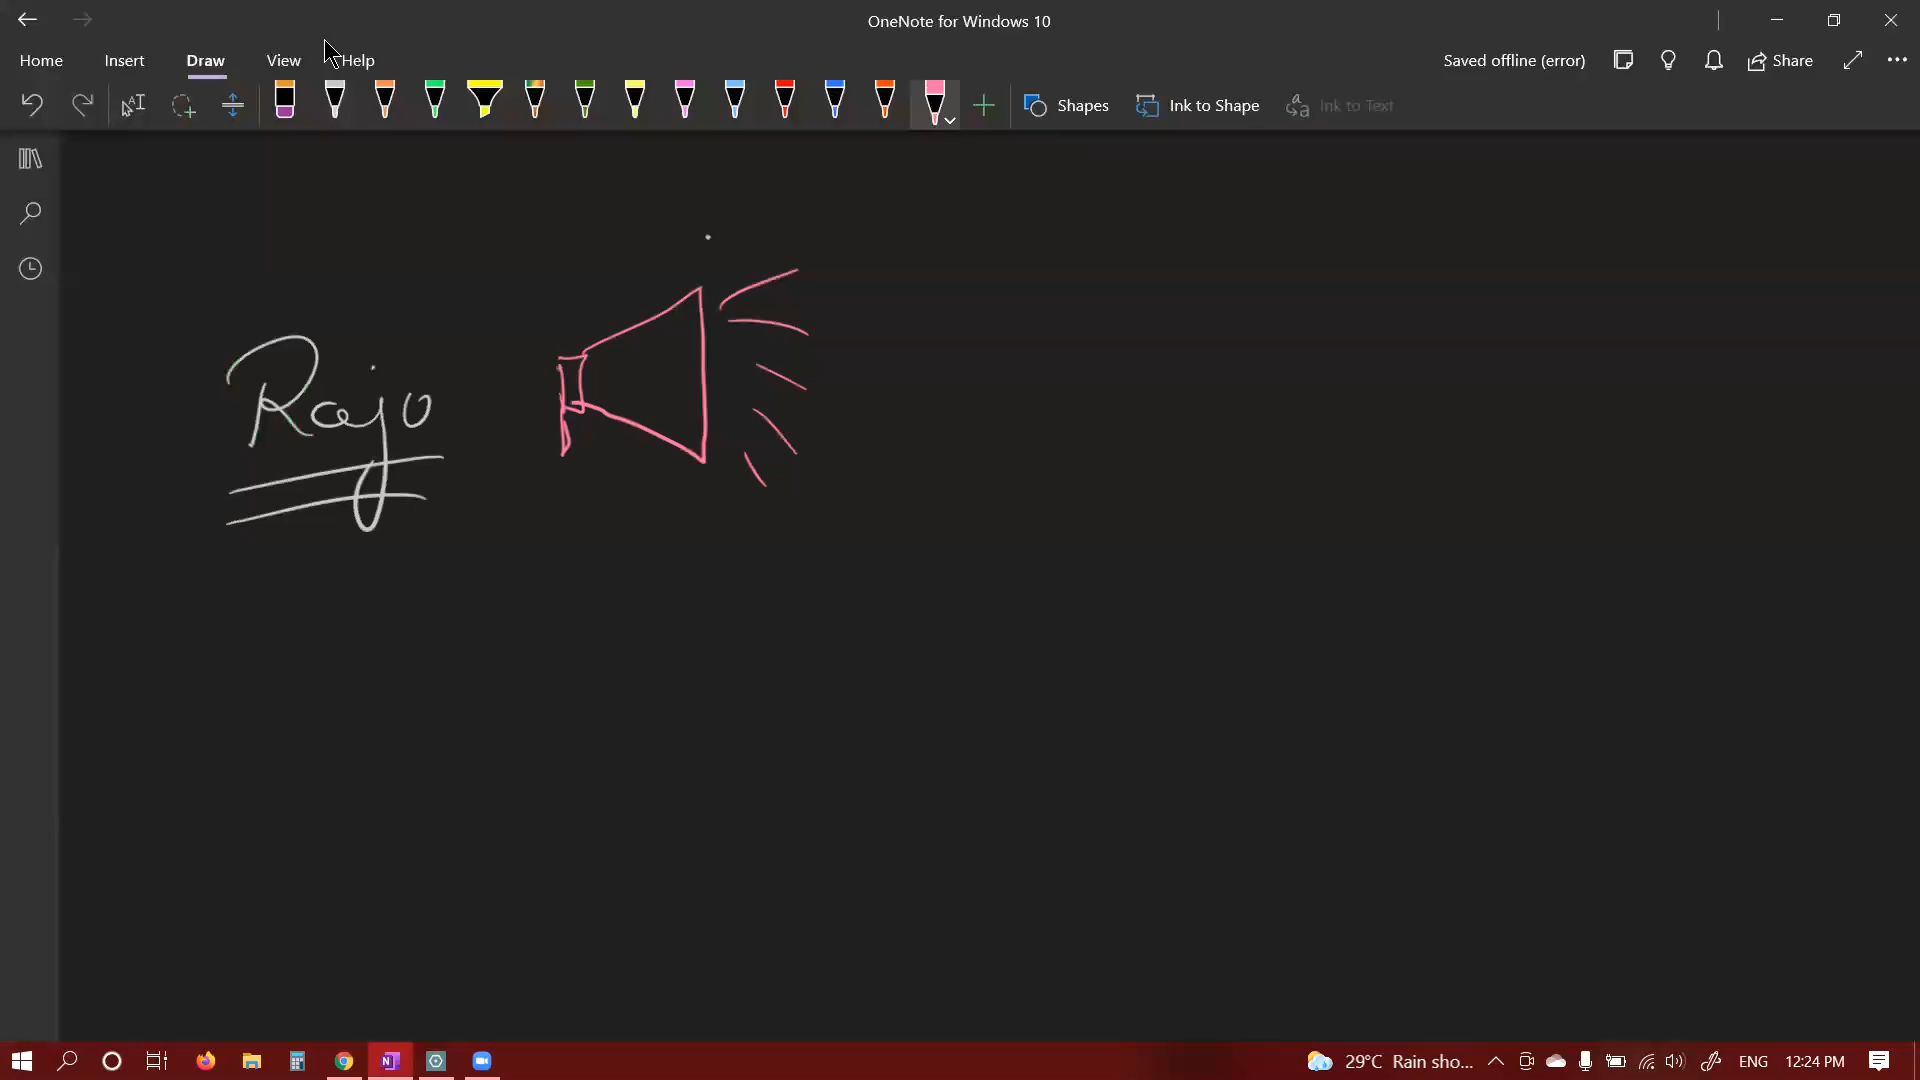 OneNote for Windows 10
Home Insert Draw View Help
Saved offline (error) Share
Shapes Ink to Shape Ink to Text
Rajo
29°C Rain sho... ENG 12:24 PM